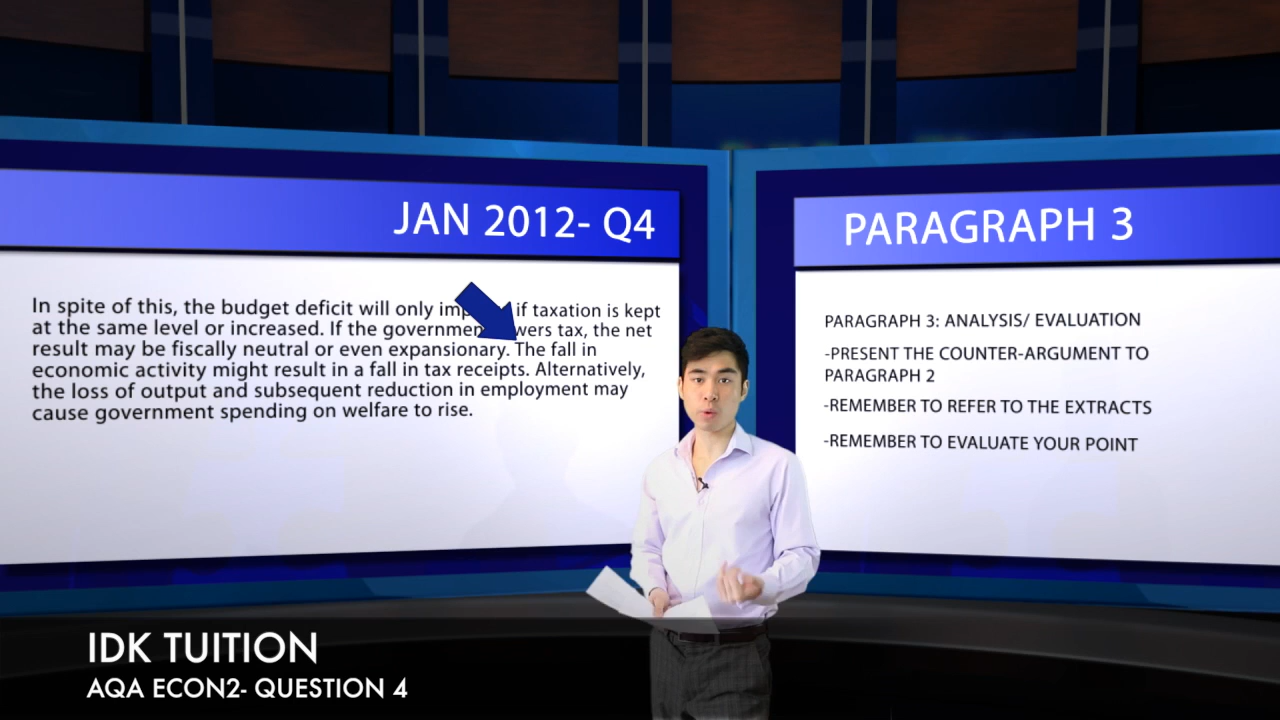 JAN 2012- Q4
In spite of this, the budget deficit will only if taxation is kept
at the same level or increased. If the government tax, the net
result may be fiscally neutral or even expansionary. The fall in
economic activity might result in a fall in tax receipts. Alternatively,
the loss of output and subsequent reduction in employment may
cause government spending on welfare to rise.
PARAGRAPH 3
PARAGRAPH 3: ANALYSIS/ EVALUATION
-PRESENT THE COUNTER-ARGUMENT TO
PARAGRAPH 2
-REMEMBER TO REFER TO THE EXTRACTS
-REMEMBER TO EVALUATE YOUR POINT
IDK TUITION
AQA ECON2- QUESTION 4